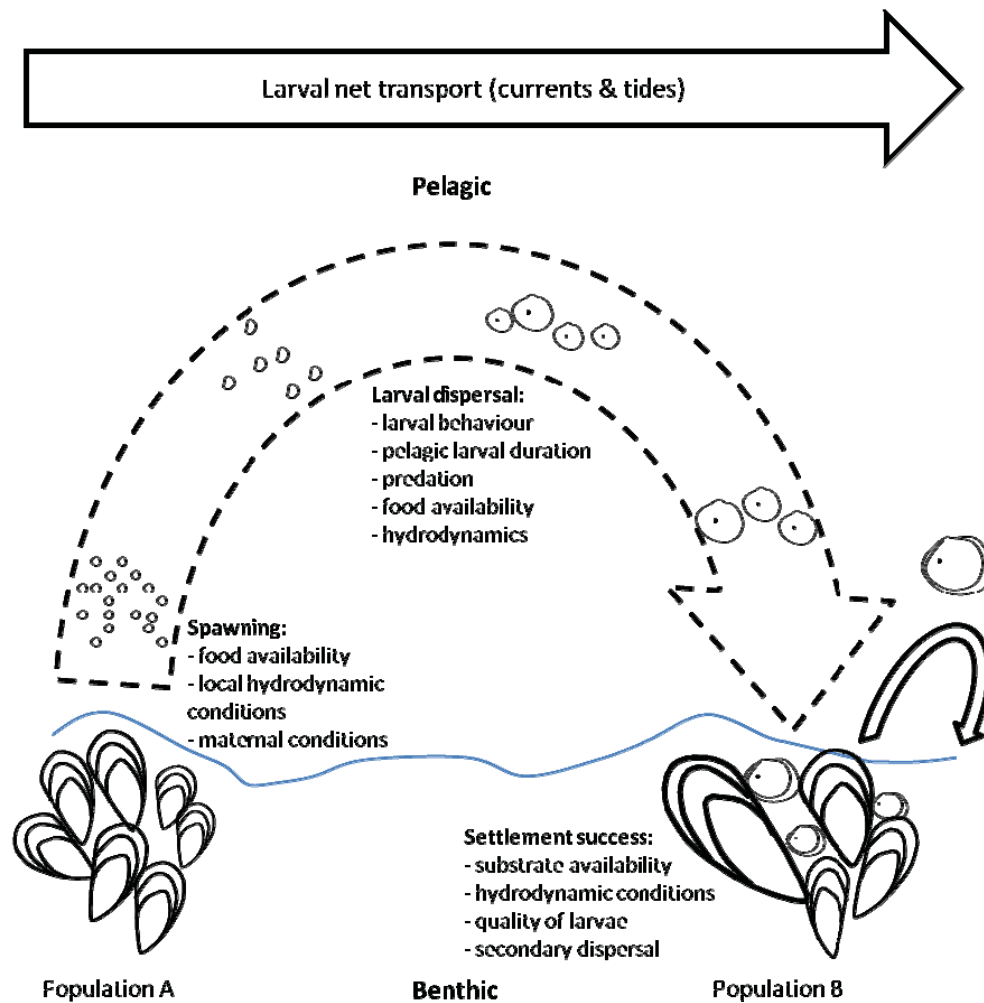 Larval net transport (currents & tides)
Pelagic
Larval dispersal:
- larval behaviour
- pelagic larval duration
- predation
- food availability
- hydrodynamics
Spawning:
- food availability
- local hydrodynamic
conditions
- maternal conditions
Settlement success:
- substrate availability
- hydrodynamic conditions
- quality of larvae
- secondary dispersal
Fopulation A
Benthic
Population B